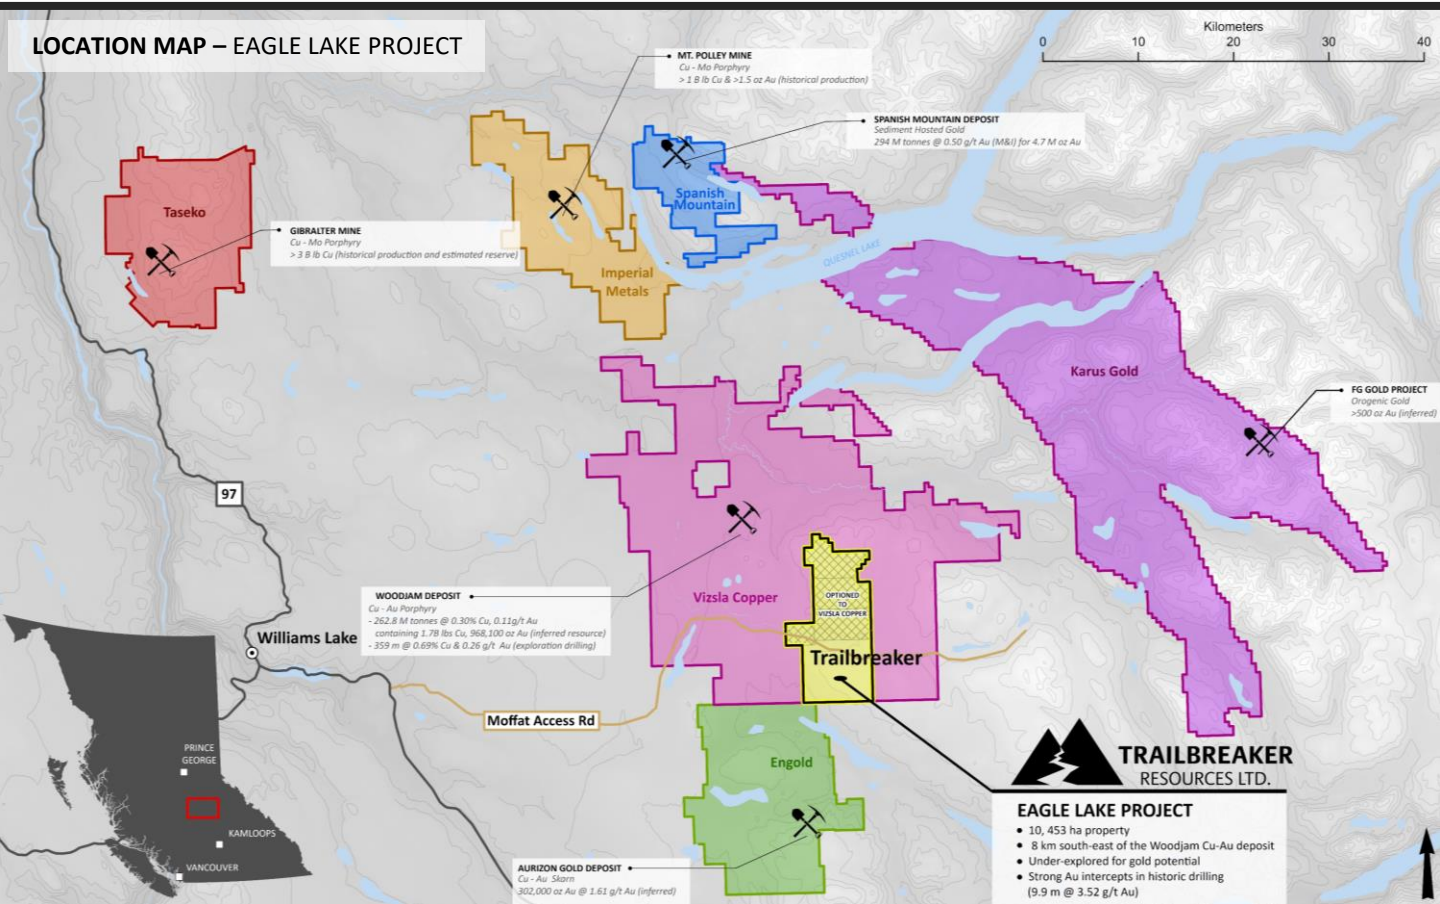 LOCATION MAP – EAGLE LAKE PROJECT
Kilometers
0 10 20 30 40
MT. POLLEY MINE
Cu - Mo Porphyry
> 1 B lb Cu & >1.5 oz Au (historical production)
SPANISH MOUNTAIN DEPOSIT
Sediment Hosted Gold
294 M tonnes @ 0.50 g/t Au (M&I) for 4.7 M oz Au
Taseko
GIBRALTER MINE
Cu - Mo Porphyry
> 3 B lb Cu (historical production and estimated reserve)
Spanish
Mountain
Imperial
Metals
QUESNEL LAKE
Karus Gold
FG GOLD PROJECT
Orogenic Gold
>500 oz Au (inferred)
97
WOODJAM DEPOSIT
Cu - Au Porphyry
- 262.8 M tonnes @ 0.30% Cu, 0.11g/t Au
containing 1.7B lbs Cu, 968,100 oz Au (inferred resource)
- 359 m @ 0.69% Cu & 0.26 g/t Au (exploration drilling)
Vizsla Copper
OPTIONED
TO
VIZSLA COPPER
Williams Lake
Trailbreaker
Moffat Access Rd
Engold
AURIZON GOLD DEPOSIT
Cu - Au Skarn
302,000 oz Au @ 1.61 g/t Au (inferred)
PRINCE
GEORGE
KAMLOOPS
VANCOUVER
TRAILBREAKER
RESOURCES LTD.
EAGLE LAKE PROJECT
• 10, 453 ha property
• 8 km south-east of the Woodjam Cu-Au deposit
• Under-explored for gold potential
• Strong Au intercepts in historic drilling
(9.9 m @ 3.52 g/t Au)